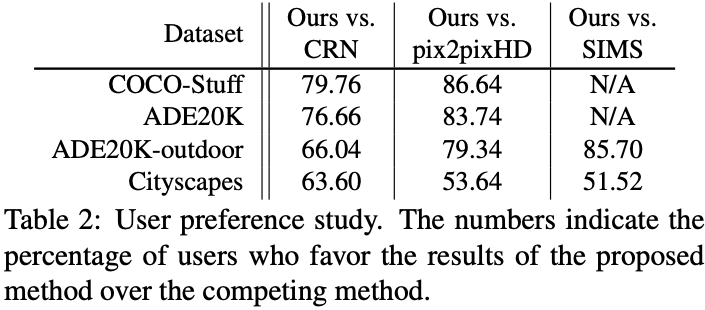 Dataset Ours vs. CRN Ours vs. pix2pixHD Ours vs. SIMS
COCO-Stuff 79.76 86.64 N/A
ADE20K 76.66 83.74 N/A
ADE20K-outdoor 66.04 79.34 85.70
Cityscapes 63.60 53.64 51.52
Table 2: User preference study. The numbers indicate the
percentage of users who favor the results of the proposed
method over the competing method.